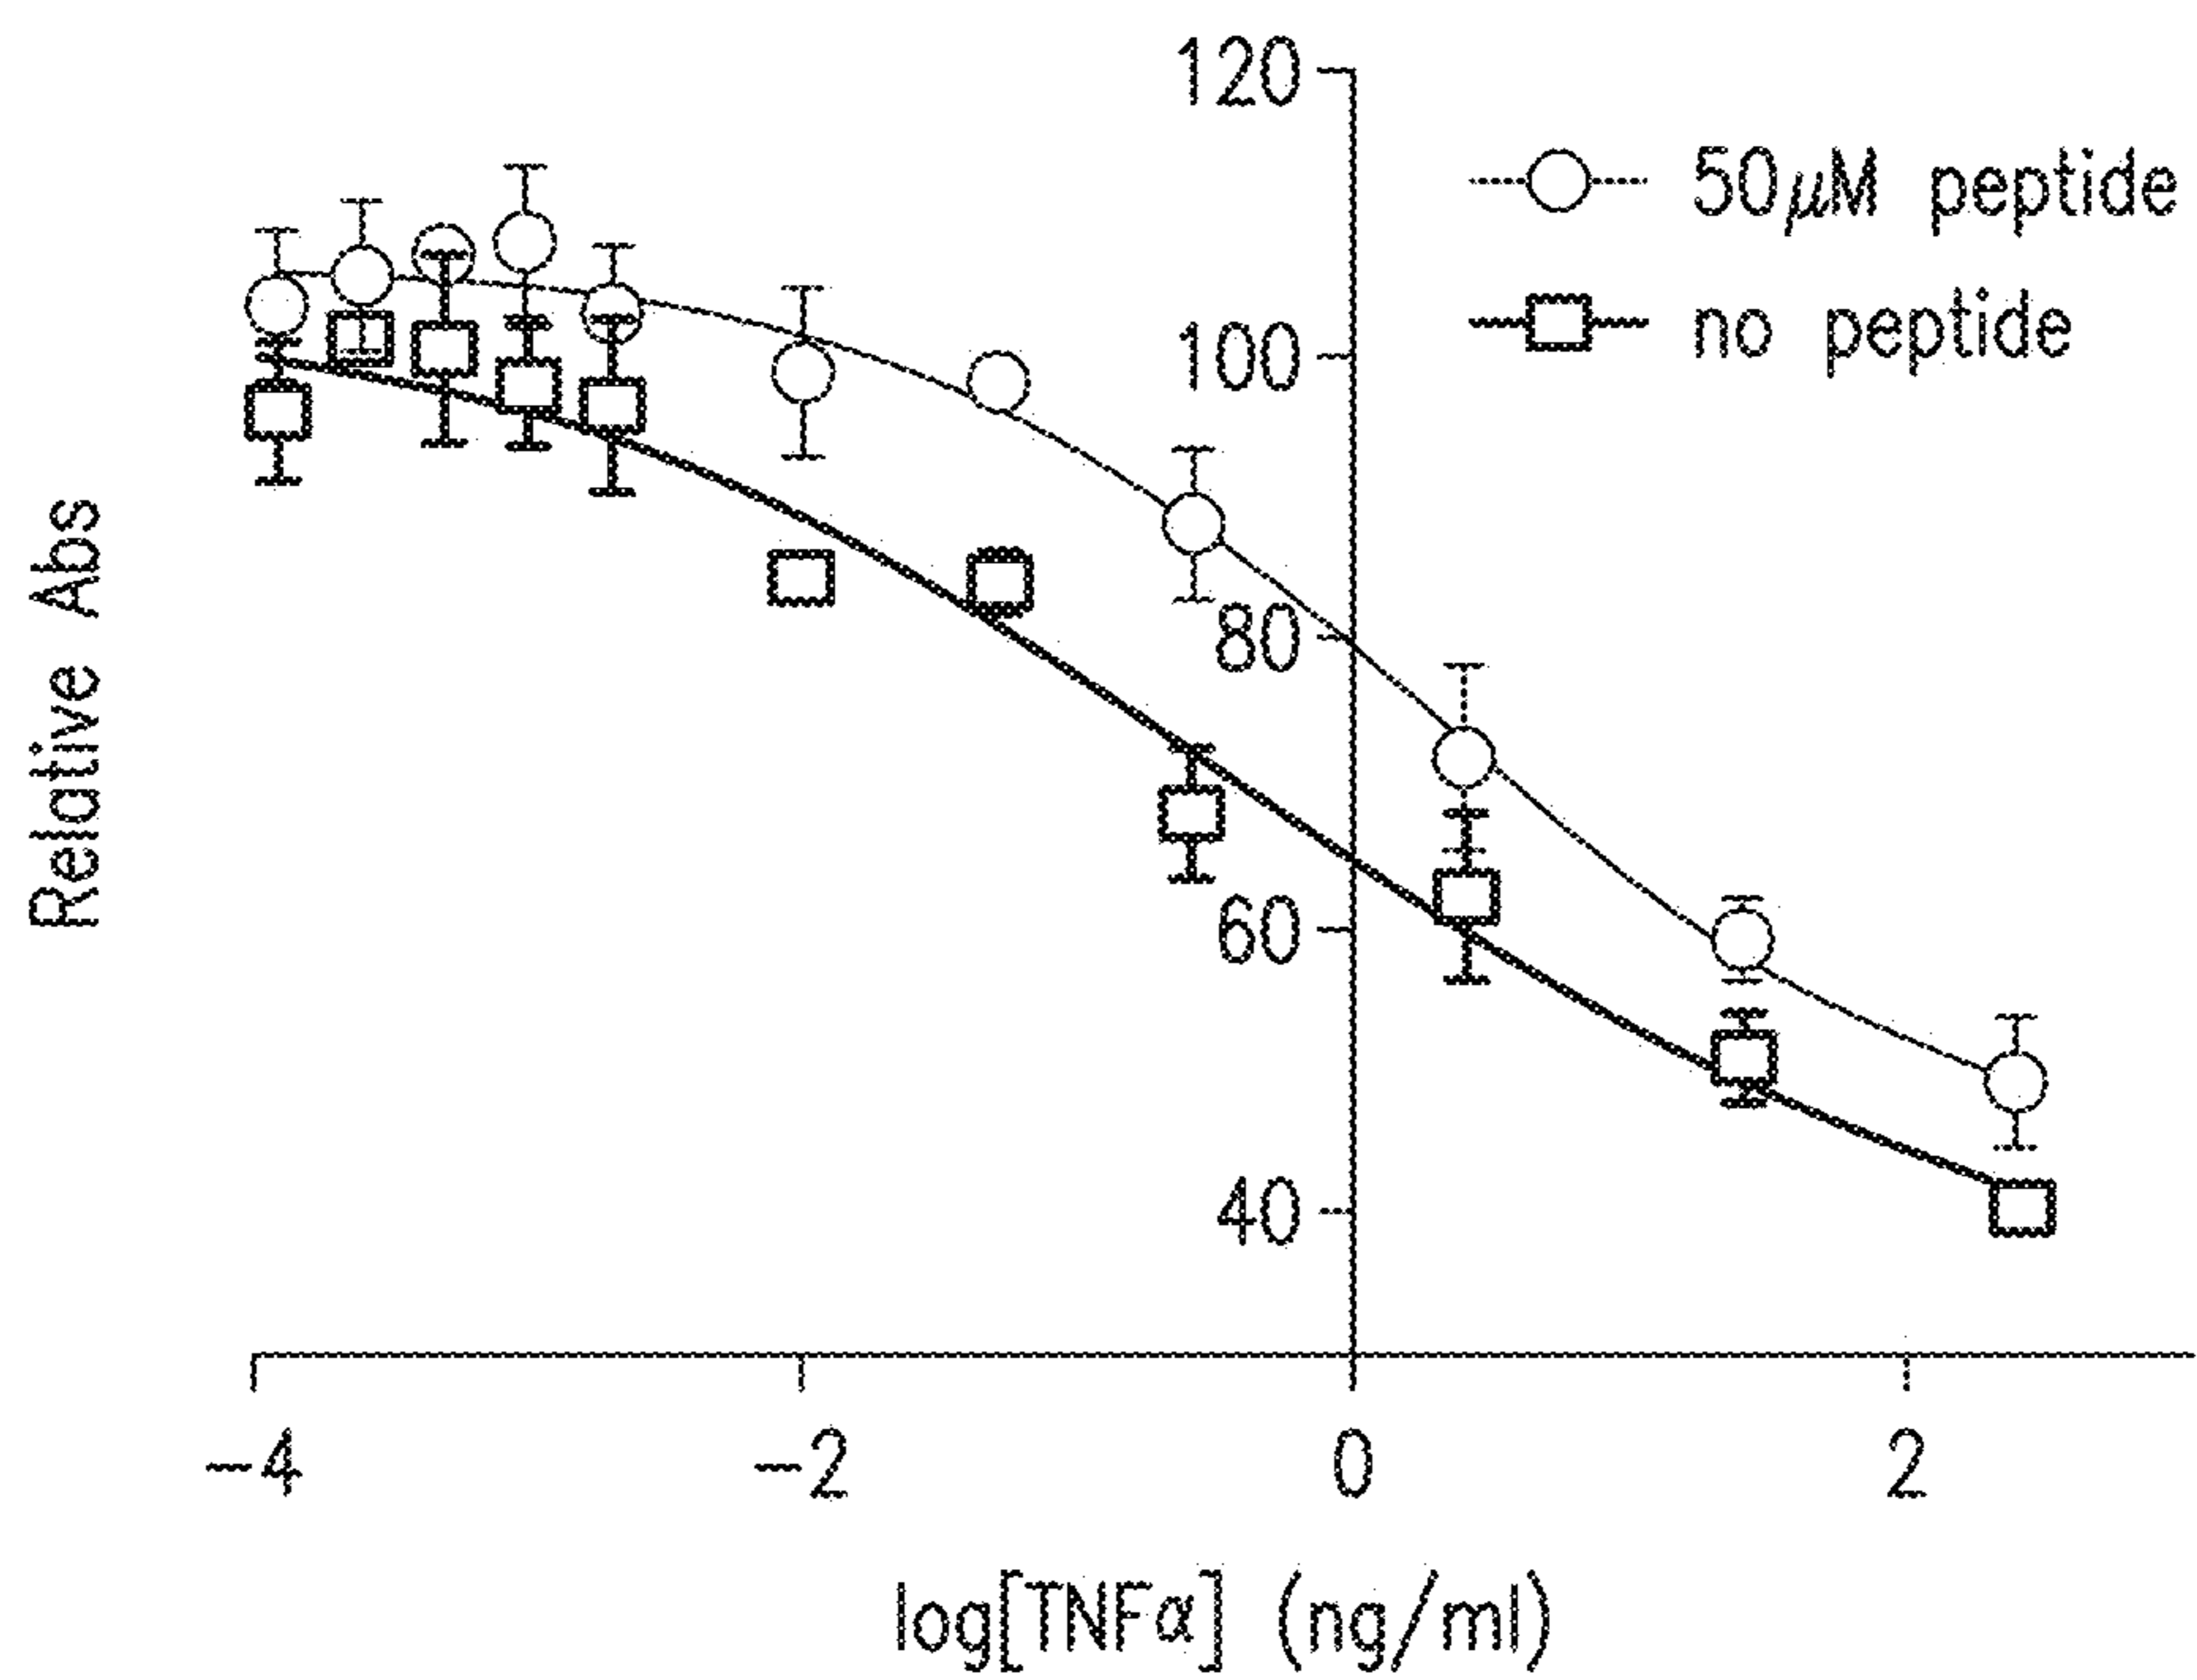 120
50μM peptide
no peptide
100
80
60
40
Relative Abs
-4 -2 0 2
log[TNFα] (ng/ml)